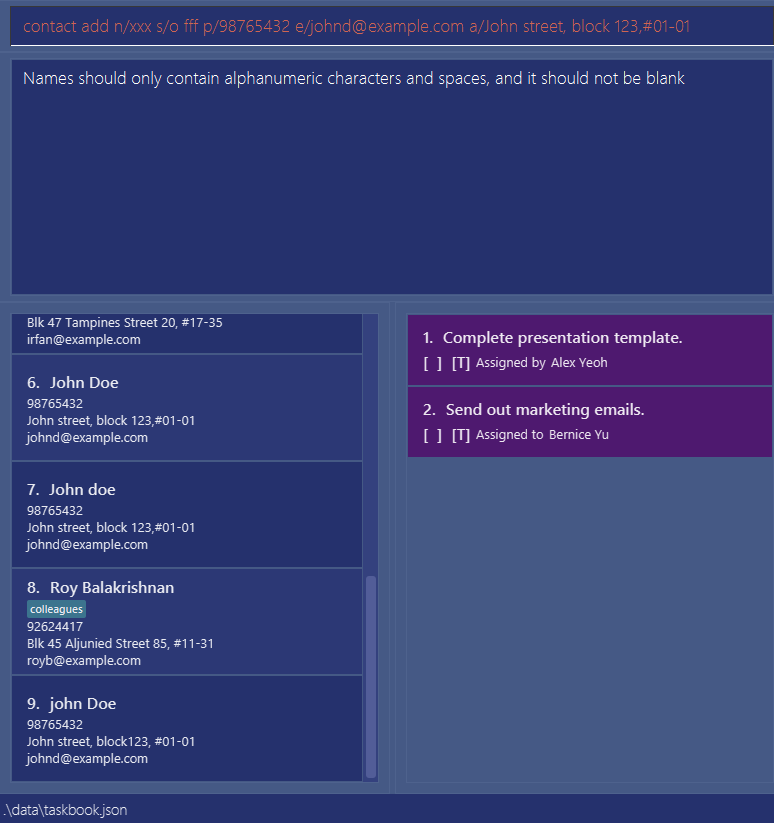 contact add n/xxx s/o fff p/98765432 e/johnd@example.com a/John street, block 123,#01-01
Names should only contain alphanumeric characters and spaces, and it should not be blank
Blk 47 Tampines Street 20, #17-35
irfan@example.com
6. John Doe
98765432
John street, block 123,#01-01
johnd@example.com
7. John doe
98765432
John street, block 123,#01-01
johnd@example.com
8. Roy Balakrishnan
colleagues
92624417
Blk 45 Aljunied Street 85, #11-31
royb@example.com
9. john Doe
98765432
John street, block123, #01-01
johnd@example.com
1. Complete presentation template.
[ ] [T] Assigned by Alex Yeoh
2. Send out marketing emails.
[ ] [T] Assigned to Bernice Yu
.\data\taskbook.json